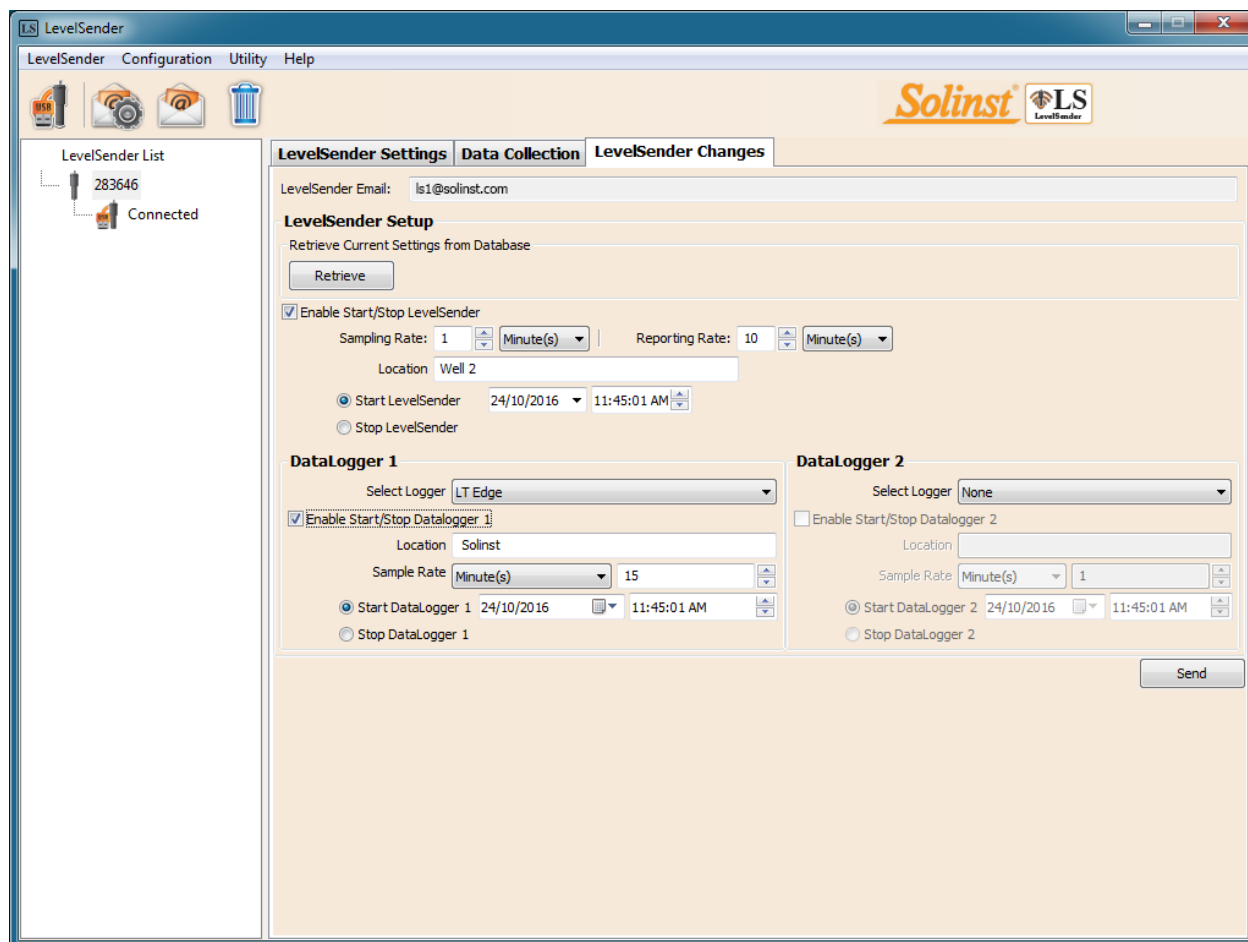 LS LevelSender
LevelSender Configuration Utility Help
USB @ Solinst LS
LevelSender
LevelSender List
283646
USB Connected
LevelSender Settings Data Collection LevelSender Changes
LevelSender Email: ls1@solinst.com
LevelSender Setup
Retrieve Current Settings from Database
Retrieve
Enable Start/Stop LevelSender
Sampling Rate: 1 Minute(s) Reporting Rate: 10 Minute(s)
Location Well 2
Start LevelSender 24/10/2016 11:45:01 AM
Stop LevelSender
DataLogger 1
Select Logger LT Edge
Enable Start/Stop Datalogger 1
Location Solinst
Sample Rate Minute(s) 15
Start DataLogger 1 24/10/2016 11:45:01 AM
Stop DataLogger 1
DataLogger 2
Select Logger None
Enable Start/Stop Datalogger 2
Location
Sample Rate Minute(s) 1
Start DataLogger 2 24/10/2016 11:45:01 AM
Stop DataLogger 2
Send